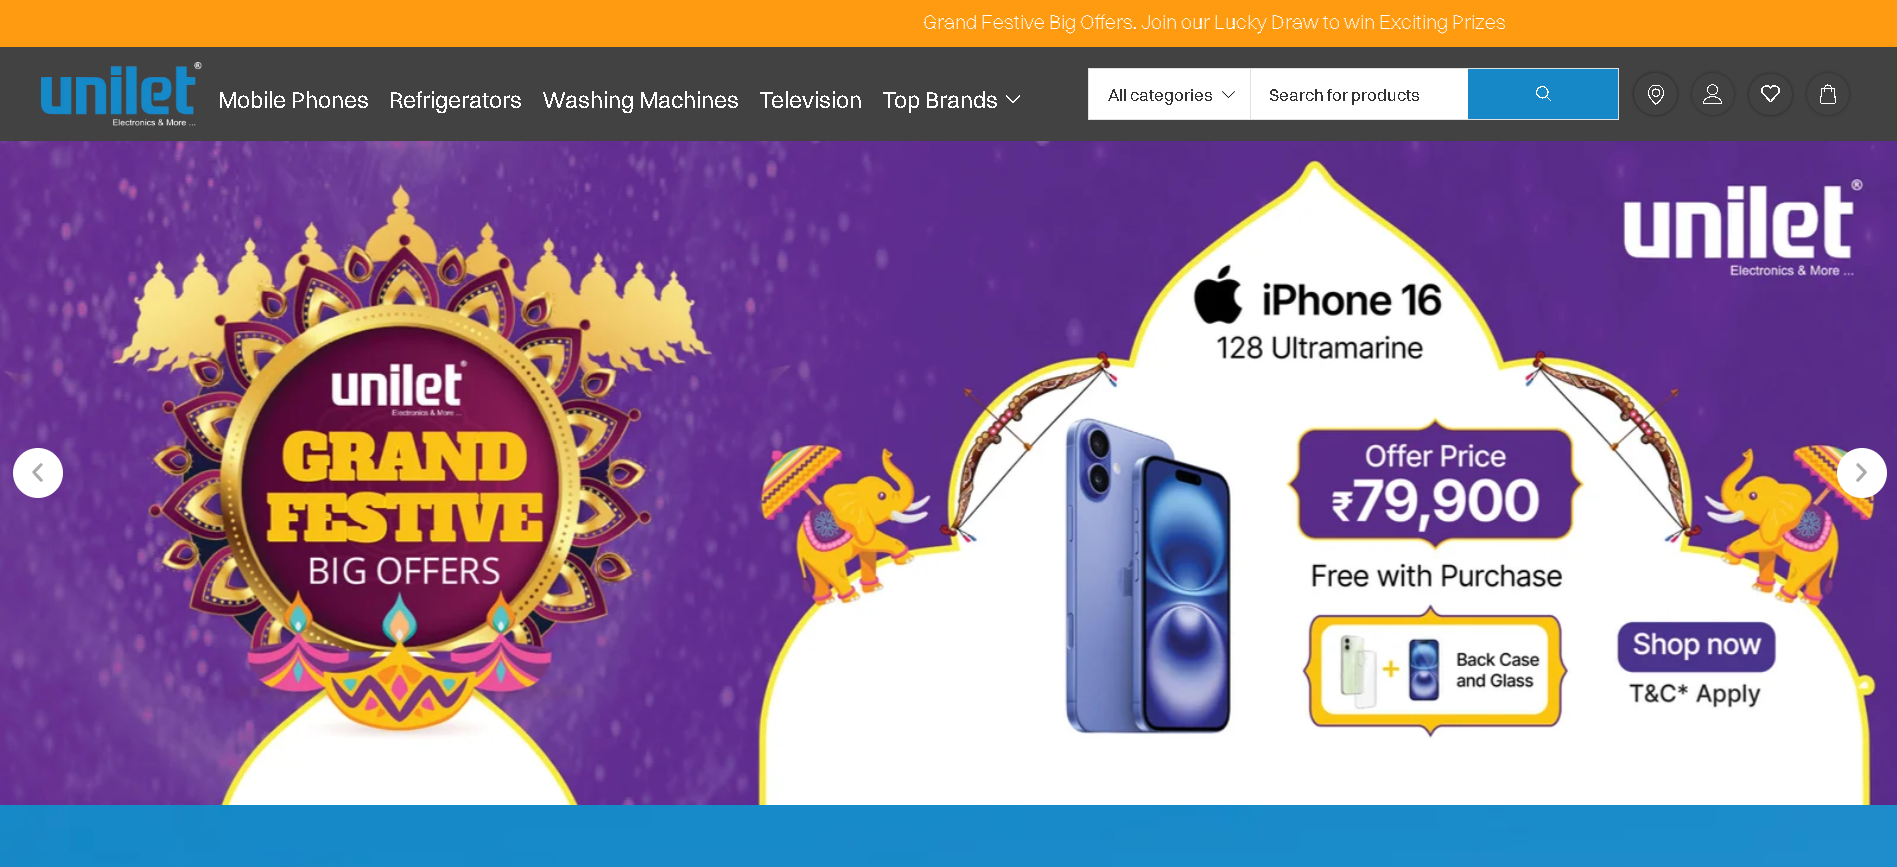 Grand Festive Big Offers. Join our Lucky Draw to win Exciting Prizes
unilet®
Electronics & More ...
Mobile Phones Refrigerators Washing Machines Television Top Brands
All categories Search for products
unilet®
Electronics & More ...
iPhone 16
128 Ultramarine
unilet®
Electronics & More ...
GRAND
FESTIVE
BIG OFFERS
Offer Price
₹79,900
Free with Purchase
+ Back Case
and Glass
Shop now
T&C* Apply